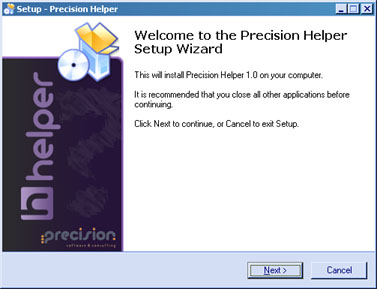 Setup - Precision Helper
Welcome to the Precision Helper
Setup Wizard
This will install Precision Helper 1.0 on your computer.
It is recommended that you close all other applications before
continuing.
Click Next to continue, or Cancel to exit Setup.
helper
precision
software & consulting
Next >
Cancel